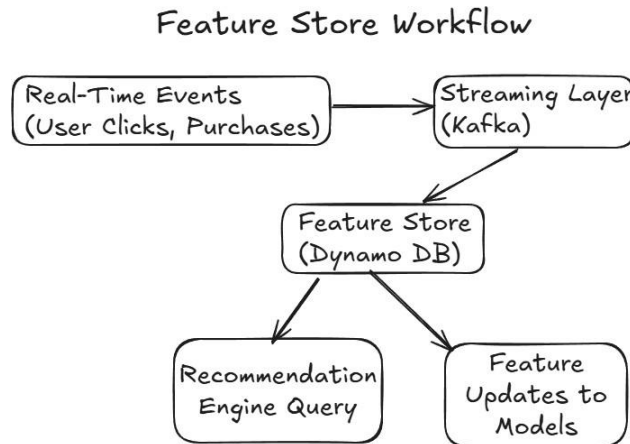 Feature Store Workflow
Real-Time Events
(User Clicks, Purchases)
Streaming Layer
(Kafka)
Feature Store
(Dynamo DB)
Recommendation
Engine Query
Feature
Updates to
Models